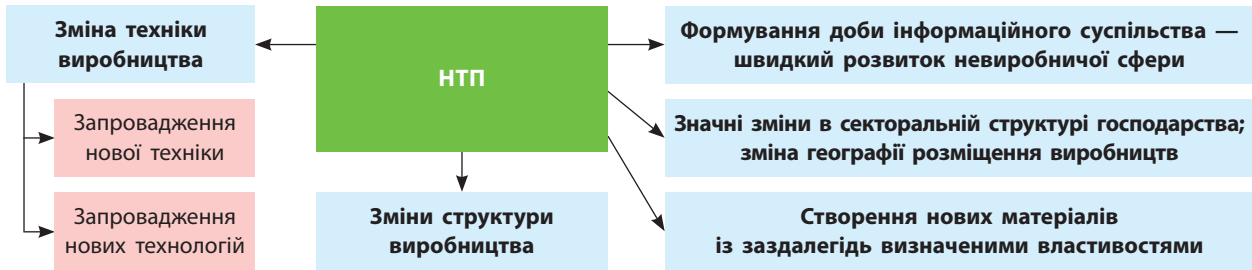 Зміна техніки
виробництва
Запровадження
нової техніки
Запровадження
нових технологій
НТП
Зміни структури
виробництва
Формування доби інформаційного суспільства —
швидкий розвиток невиробничої сфери
Значні зміни в секторальній структурі господарства;
зміна географії розміщення виробництв
Створення нових матеріалів
із заздалегідь визначеними властивостями